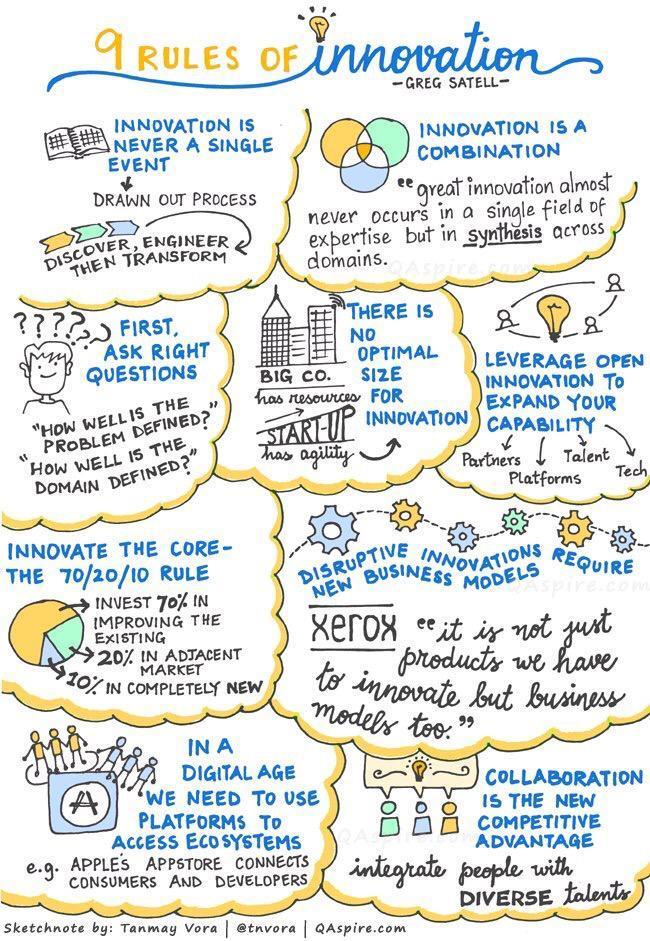 9 RULES OF innovation
-GREG SATELL-
INNOVATION IS
NEVER A SINGLE
EVENT
DRAWN OUT PROCESS
DISCOVER, ENGINEER
THEN TRANSFORM
INNOVATION IS A
COMBINATION
"great innovation almost
never occurs in a single field of
expertise but in synthesis across
domains.
QAspire.com
????
??
FIRST,
ASK RIGHT
QUESTIONS
"HOW WELL IS THE
PROBLEM DEFINED?"
"HOW WELL IS THE
DOMAIN DEFINED?"
THERE IS
NO
OPTIMAL
SIZE
FOR
INNOVATION
BIG CO.
has resources
START-UP
has agility
LEVERAGE OPEN
INNOVATION TO
EXPAND YOUR
CAPABILITY
Partners
Platforms
Talent
Tech
INNOVATE THE CORE-
THE 70/20/10 RULE
INVEST 70% IN
IMPROVING THE
EXISTING
20% IN ADJACENT
MARKET
10% IN COMPLETELY NEW
DISRUPTIVE INNOVATIONS REQUIRE
NEW BUSINESS MODELS
QAspire.com
xerox
"it is not just
products we have
to innovate but business
models too."
IN A
DIGITAL AGE
WE NEED TO USE
PLATFORMS TO
ACCESS ECOSYSTEMS
A
e.g. APPLE'S APPSTORE CONNECTS
CONSUMERS AND DEVELOPERS
COLLABORATION
IS THE NEW
COMPETITIVE
ADVANTAGE
QAspire.com
integrate people with
DIVERSE talents
Sketchnote by: Tanmay Vora | @tnvora | QAspire.com